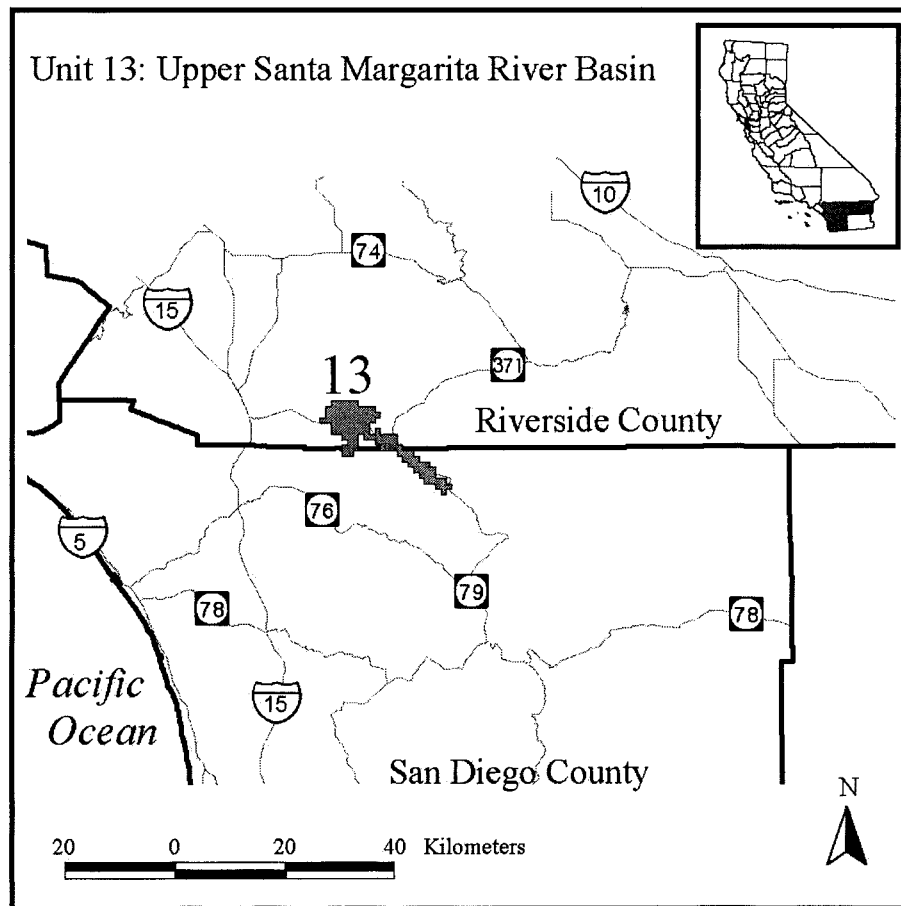 Unit 13: Upper Santa Margarita River Basin
10
74
15
371
13
Riverside County
76
5
79
78
78
15
Pacific
Ocean
San Diego County
N
20 0 20 40 Kilometers